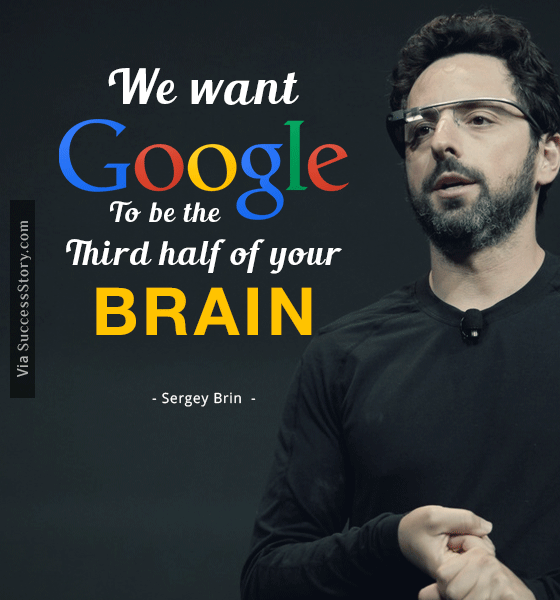 We want
Google
To be the
Third half of your
BRAIN
- Sergey Brin -
Via SuccessStory.com